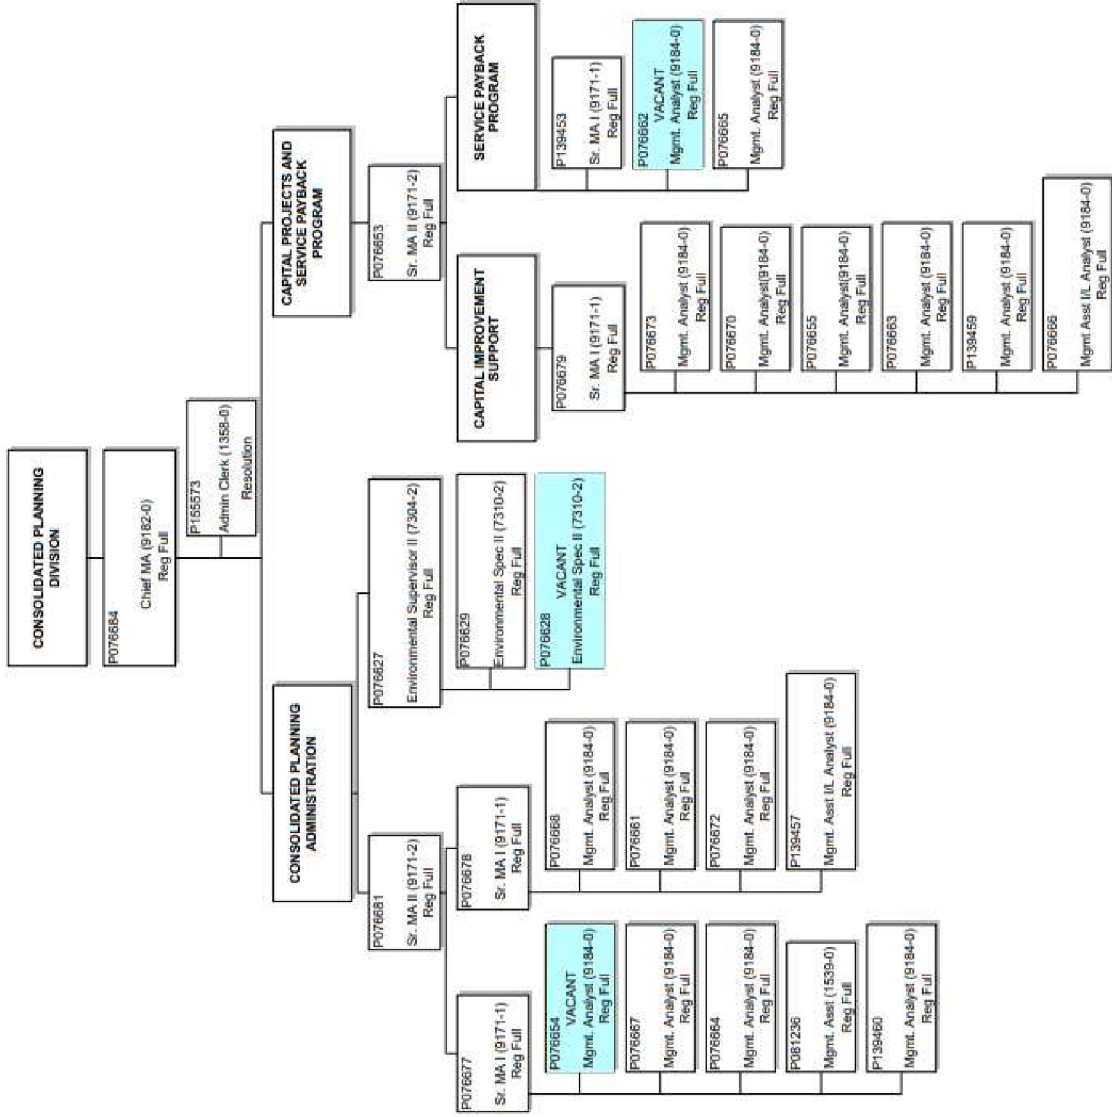 CONSOLIDATED PLANNING
DIVISION
P076684
Chief MA (9182-0)
Reg Full
P155573
Admin Clerk (1358-0)
Resolution
CONSOLIDATED PLANNING
ADMINISTRATION
P076681
Sr. MA II (9171-2)
Reg Full
P076677
Sr. MA I (9171-1)
Reg Full
P076654
VACANT
Mgmt. Analyst (9184-0)
Reg Full
P076667
Mgmt. Analyst (9184-0)
Reg Full
P076664
Mgmt. Analyst (9184-0)
Reg Full
P081236
Mgmt. Asst (1539-0)
Reg Full
P139460
Mgmt. Analyst (9184-0)
Reg Full
P076678
Sr. MA I (9171-1)
Reg Full
P076668
Mgmt. Analyst (9184-0)
Reg Full
P076661
Mgmt. Analyst (9184-0)
Reg Full
P076672
Mgmt. Analyst (9184-0)
Reg Full
P139457
Mgmt. Asst I/L Analyst (9184-0)
Reg Full
P076627
Environmental Supervisor II (7304-2)
Reg Full
P076629
Environmental Spec II (7310-2)
Reg Full
P076628
VACANT
Environmental Spec II (7310-2)
Reg Full
CAPITAL PROJECTS AND
SERVICE PAYBACK
PROGRAM
P076653
Sr. MA II (9171-2)
Reg Full
CAPITAL IMPROVEMENT
SUPPORT
P076679
Sr. MA I (9171-1)
Reg Full
P076673
Mgmt. Analyst (9184-0)
Reg Full
P076670
Mgmt. Analyst(9184-0)
Reg Full
P076655
Mgmt. Analyst(9184-0)
Reg Full
P076663
Mgmt. Analyst (9184-0)
Reg Full
P139459
Mgmt. Analyst (9184-0)
Reg Full
P076666
Mgmt Asst I/L Analyst (9184-0)
Reg Full
SERVICE PAYBACK
PROGRAM
P139453
Sr. MA I (9171-1)
Reg Full
P076662
VACANT
Mgmt. Analyst (9184-0)
Reg Full
P076665
Mgmt. Analyst (9184-0)
Reg Full